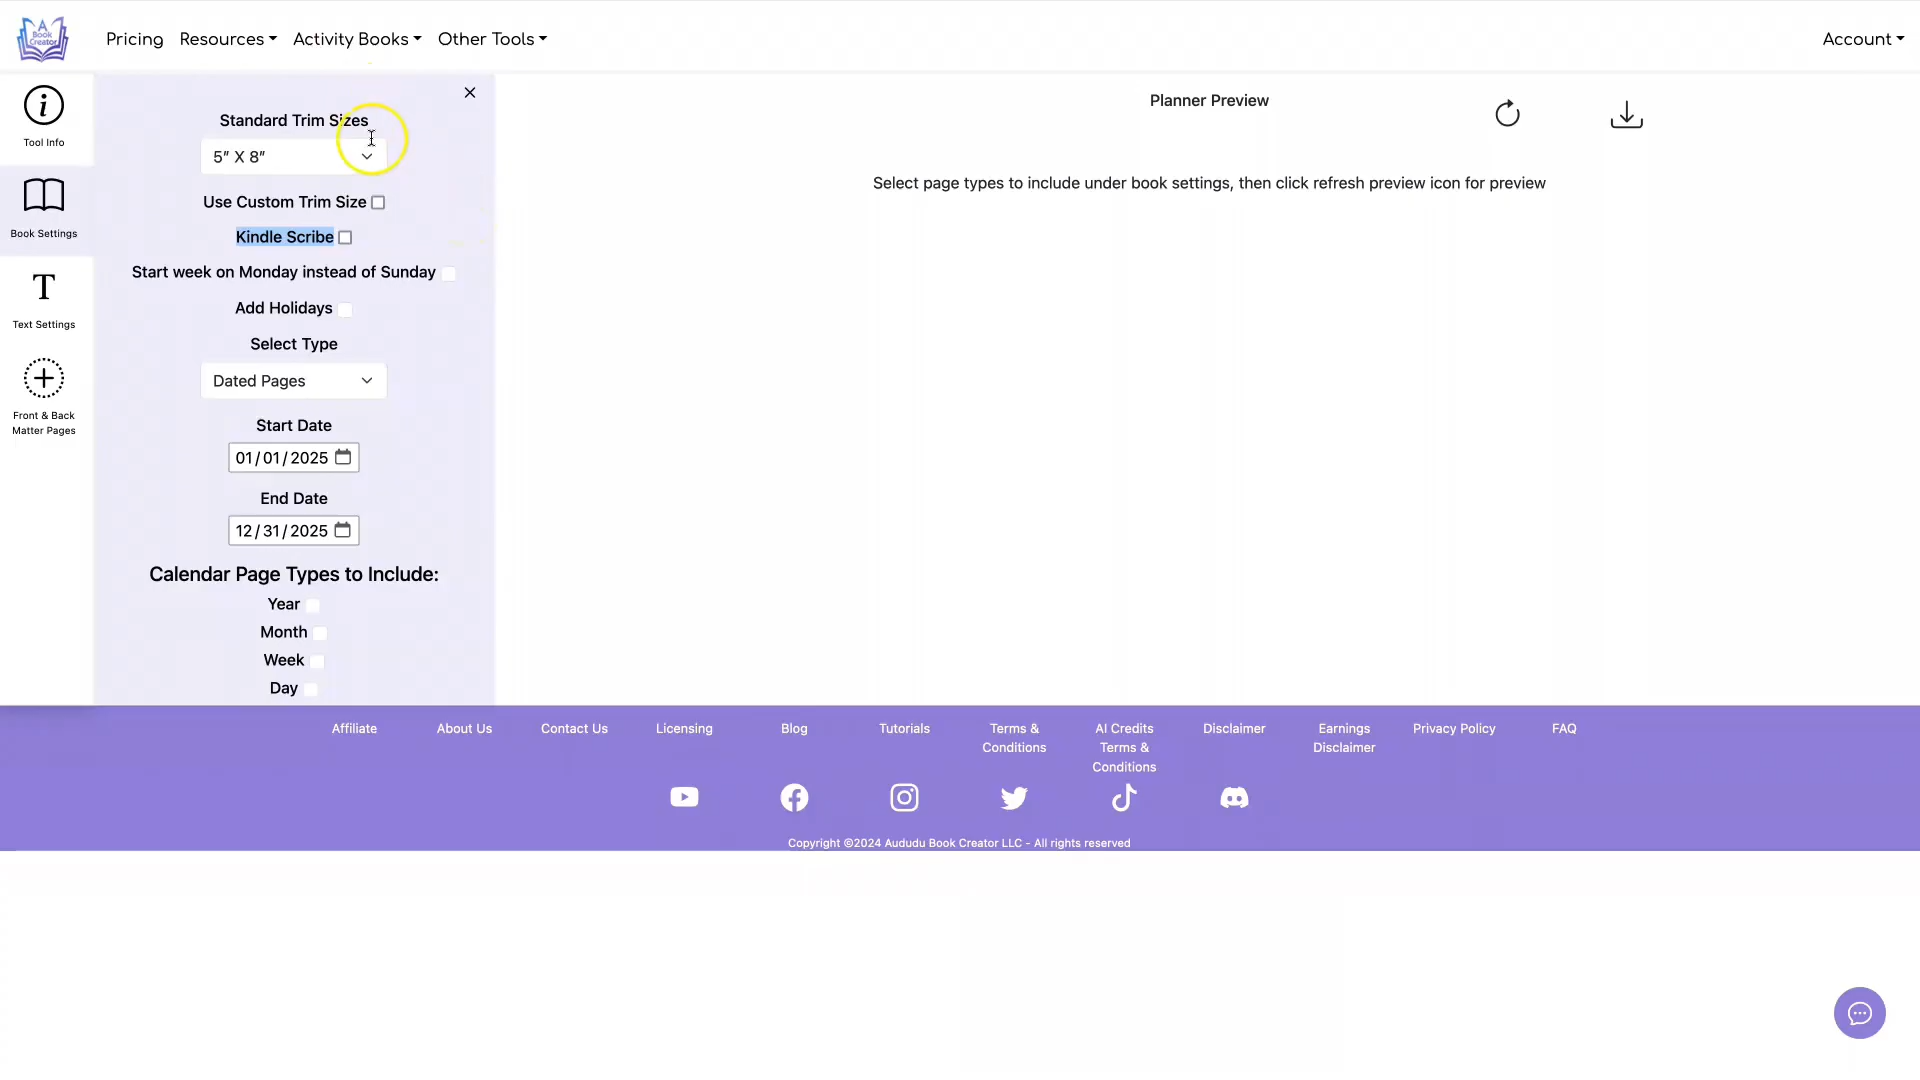 A
Book
Creator
Pricing
Resources
Activity Books
Other Tools
Account
Tool Info
Book Settings
Text Settings
Front & Back
Matter Pages
Standard Trim Sizes
5" X 8"
Use Custom Trim Size
Kindle Scribe
Start week on Monday instead of Sunday
Add Holidays
Select Type
Dated Pages
Start Date
01/01/2025
End Date
12/31/2025
Calendar Page Types to Include:
Year
Month
Week
Day
Planner Preview
Select page types to include under book settings, then click refresh preview icon for preview
Affiliate
About Us
Contact Us
Licensing
Blog
Tutorials
Terms &
Conditions
AI Credits
Terms &
Conditions
Disclaimer
Earnings
Disclaimer
Privacy Policy
FAQ
Copyright ©2024 Aududu Book Creator LLC - All rights reserved